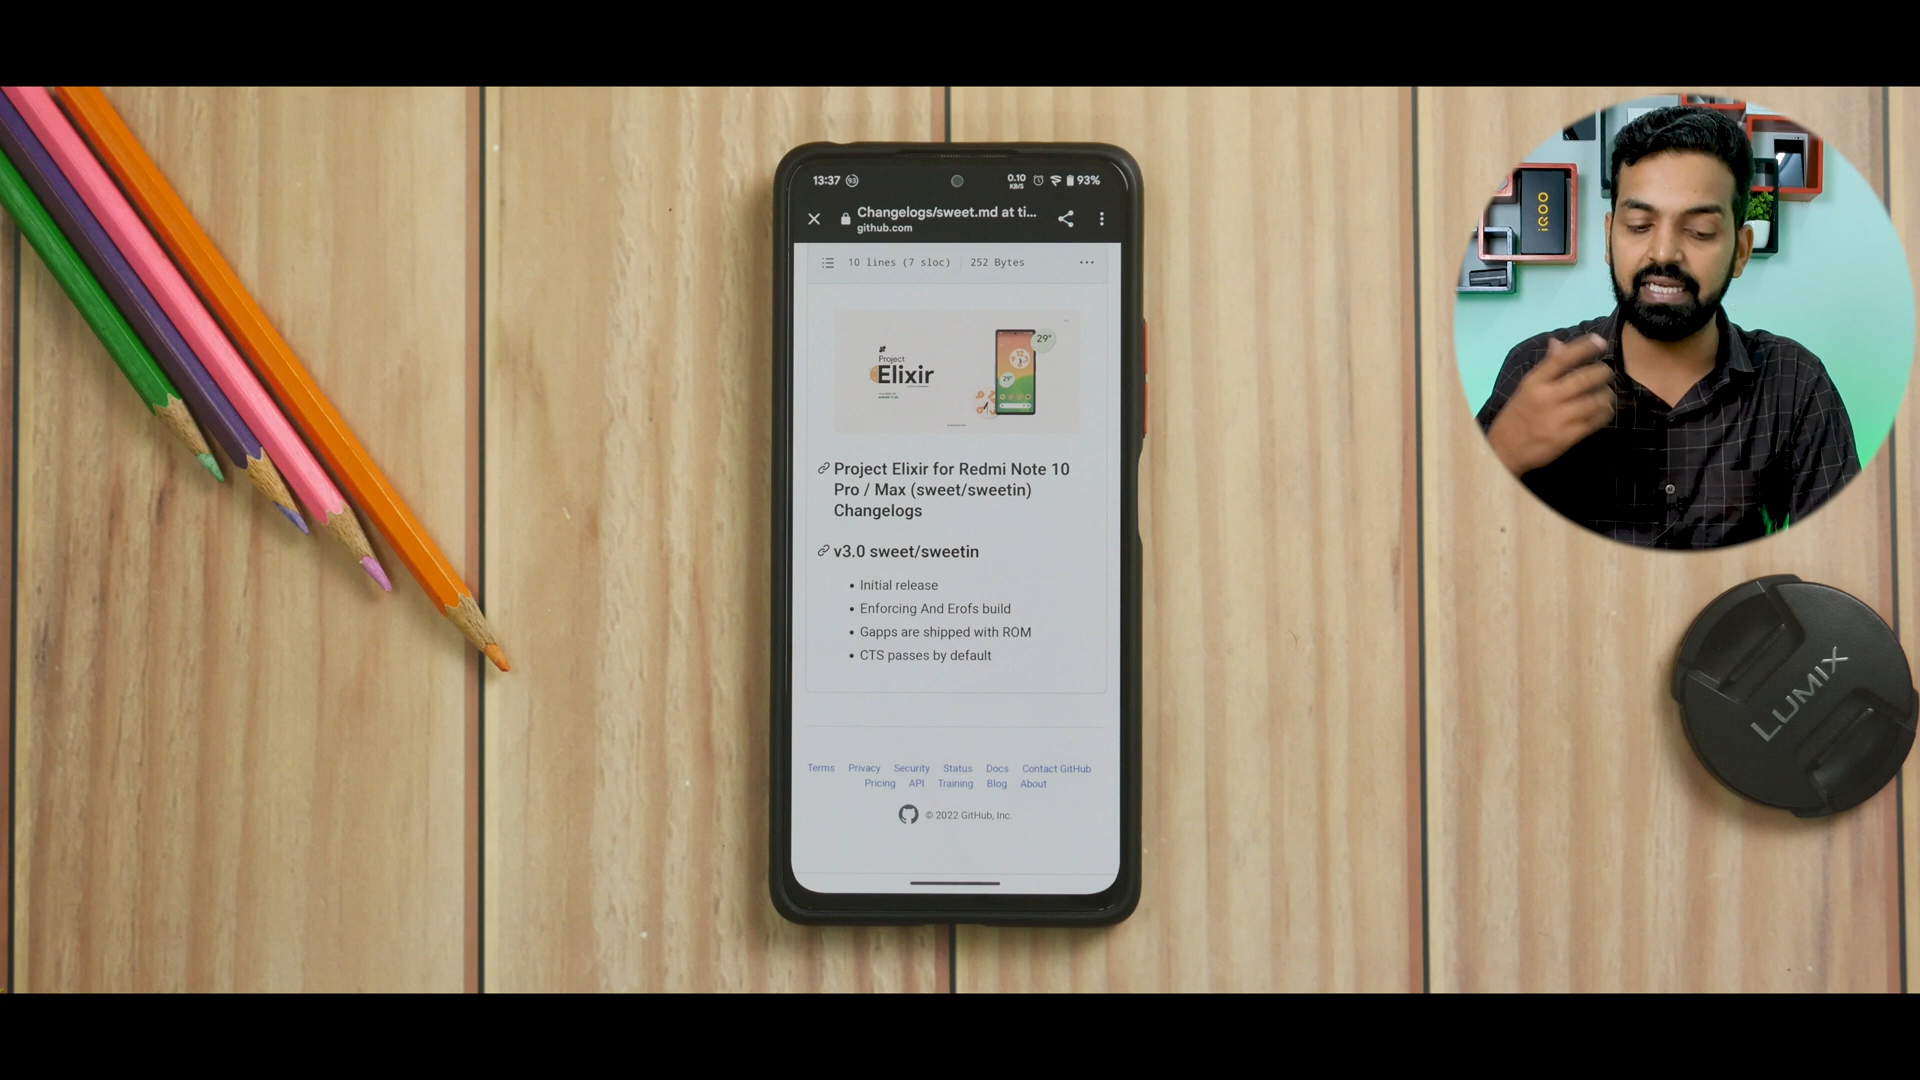 13:37 93 0.10 KB/S 93%
Changelogs/sweet.md at ti...
github.com
10 lines (7 sloc) 252 Bytes
Project
Elixir
29°
Project Elixir for Redmi Note 10
Pro / Max (sweet/sweetin)
Changelogs
v3.0 sweet/sweetin
Initial release
Enforcing And Erofs build
Gapps are shipped with ROM
CTS passes by default
Terms Privacy Security Status Docs Contact GitHub
Pricing API Training Blog About
© 2022 GitHub, Inc.
iQOO
LUMIX